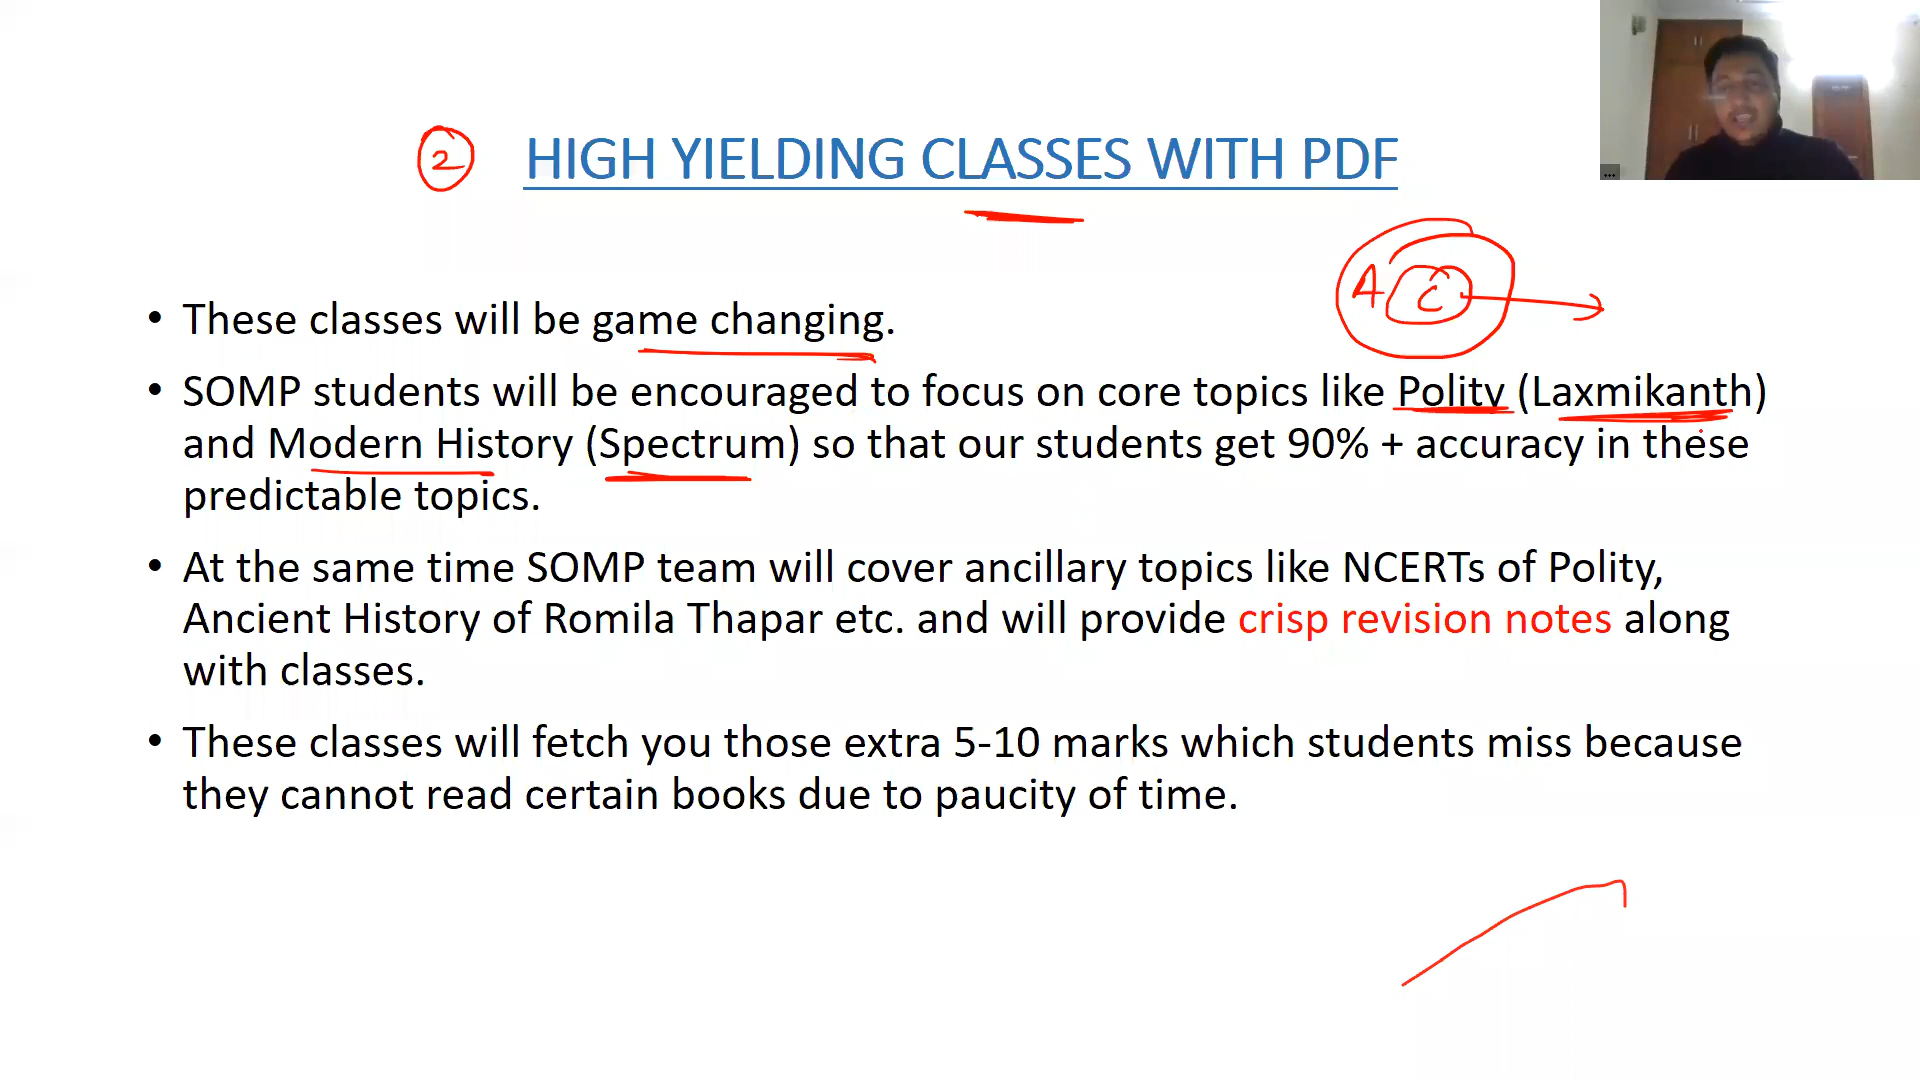 2 HIGH YIELDING CLASSES WITH PDF
A C
• These classes will be game changing.
• SOMP students will be encouraged to focus on core topics like Polity (Laxmikanth)
and Modern History (Spectrum) so that our students get 90% + accuracy in these
predictable topics.
• At the same time SOMP team will cover ancillary topics like NCERTs of Polity,
Ancient History of Romila Thapar etc. and will provide crisp revision notes along
with classes.
• These classes will fetch you those extra 5-10 marks which students miss because
they cannot read certain books due to paucity of time.